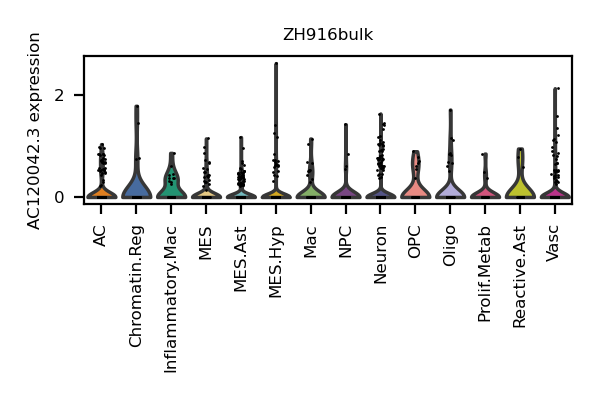 ZH916bulk
AC120042.3 expression
2
0
AC
Chromatin.Reg
Inflammatory.Mac
MES
MES.Ast
MES.Hyp
Mac
NPC
Neuron
OPC
Oligo
Prolif.Metab
Reactive.Ast
Vasc